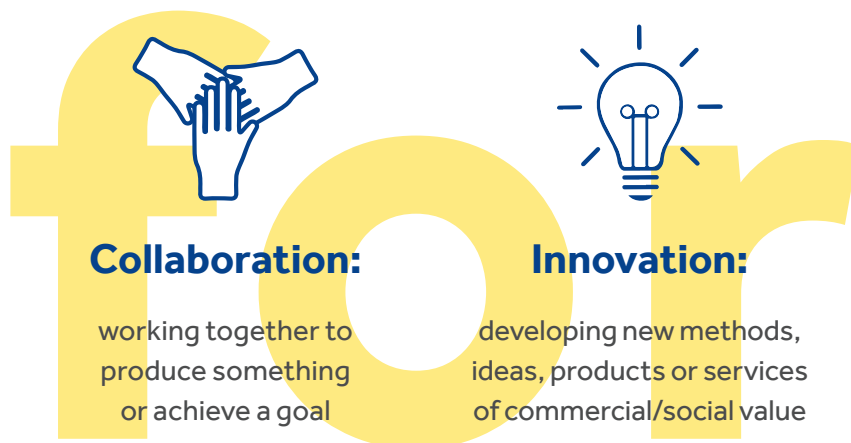 for
Collaboration:
working together to
produce something
or achieve a goal
Innovation:
developing new methods,
ideas, products or services
of commercial/social value